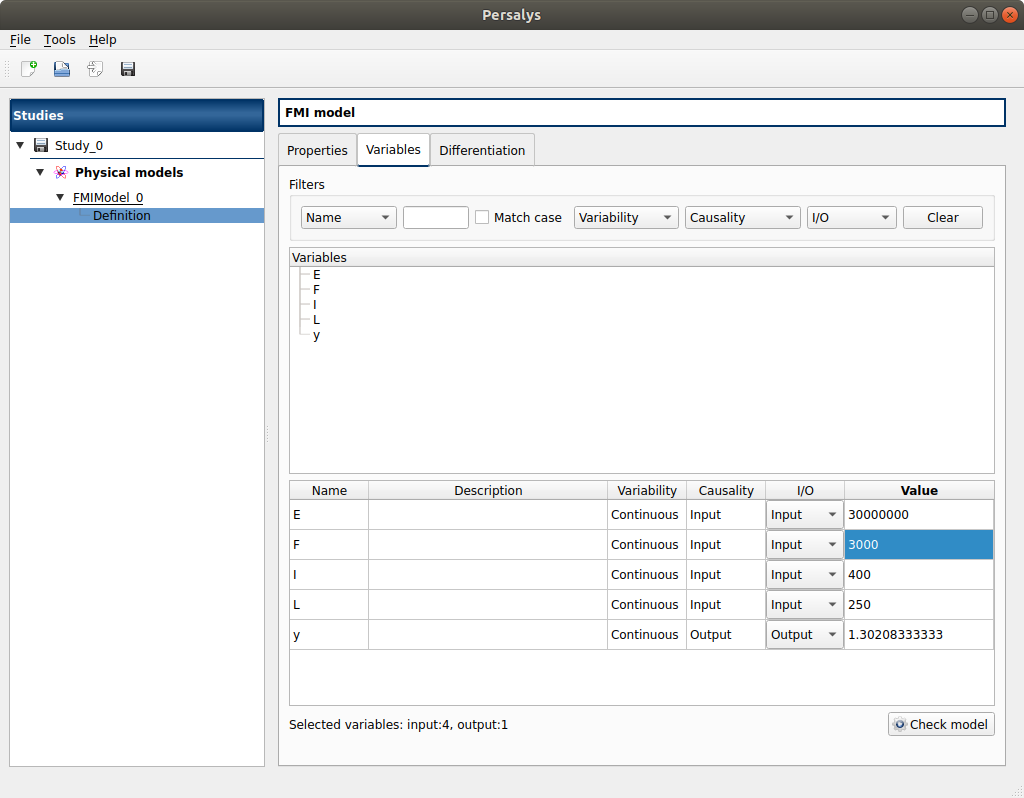 Persalys
File Tools Help
Studies
Study_0
Physical models
FMIModel_0
Definition
FMI model
Properties Variables Differentiation
Filters
Name Match case Variability Causality I/O Clear
Variables
E
F
I
L
y
Name Description Variability Causality I/O Value
E Continuous Input Input 30000000
F Continuous Input Input 3000
I Continuous Input Input 400
L Continuous Input Input 250
y Continuous Output Output 1.30208333333
Selected variables: input:4, output:1 Check model